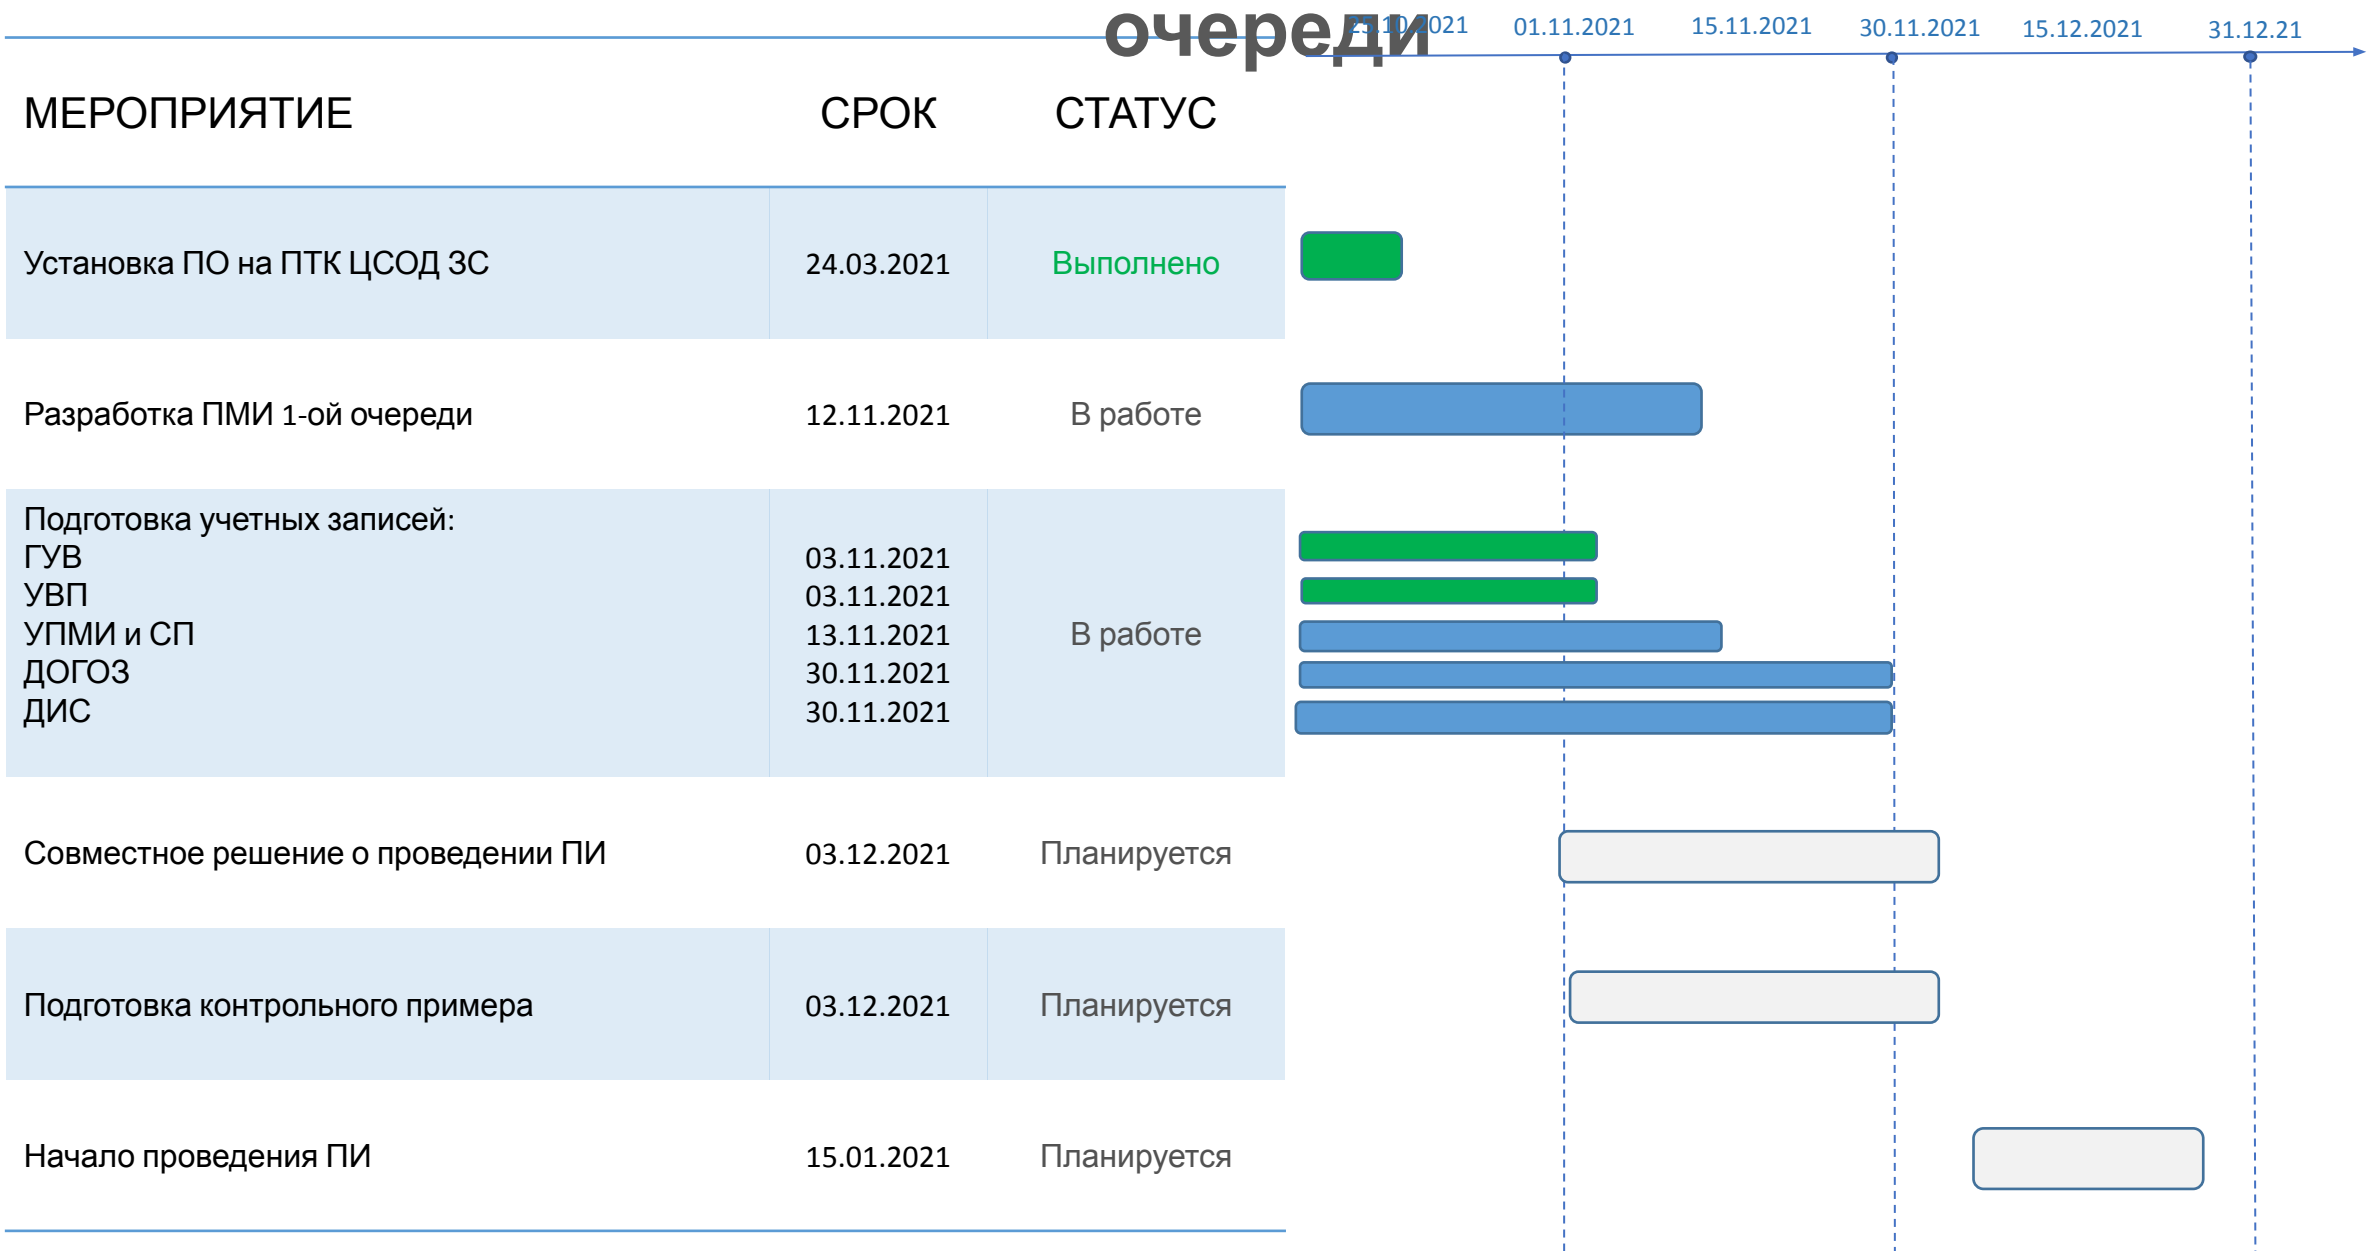 очереди
25.10.2021 01.11.2021 15.11.2021 30.11.2021 15.12.2021 31.12.21
МЕРОПРИЯТИЕ СРОК СТАТУС
Установка ПО на ПТК ЦСОД ЗС 24.03.2021 Выполнено
Разработка ПМИ 1-ой очереди 12.11.2021 В работе
Подготовка учетных записей:
ГУВ 03.11.2021
УВП 03.11.2021
УПМИ и СП 13.11.2021 В работе
ДОГОЗ 30.11.2021
ДИС 30.11.2021
Совместное решение о проведении ПИ 03.12.2021 Планируется
Подготовка контрольного примера 03.12.2021 Планируется
Начало проведения ПИ 15.01.2021 Планируется